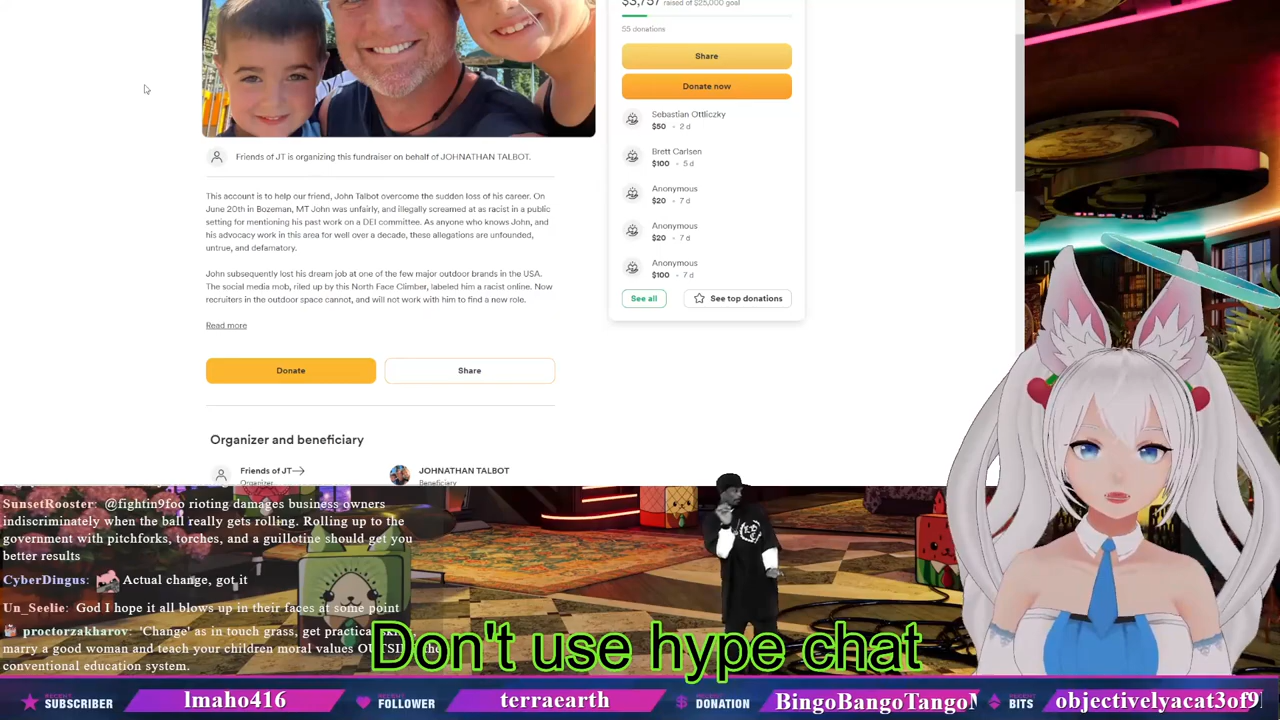 $3,757 raised of $25,000 goal
55 donations
Share
Donate now
Sebastian Ottliczky
$50 • 2 d
Brett Carlsen
$100 • 5 d
Anonymous
$20 • 7 d
Anonymous
$20 • 7 d
Anonymous
$100 • 7 d
See all
See top donations
Friends of JT is organizing this fundraiser on behalf of JOHNATHAN TALBOT.
This account is to help our friend, John Talbot overcome the sudden loss of his career. On
June 20th in Bozeman, MT John was unfairly, and illegally screamed at as racist in a public
setting for mentioning his past work on a DEI committee. As anyone who knows John, and
his advocacy work in this area for well over a decade, these allegations are unfounded,
untrue, and defamatory.
John subsequently lost his dream job at one of the few major outdoor brands in the USA.
The social media mob, riled up by this North Face Climber, labeled him a racist online. Now
recruiters in the outdoor space cannot, and will not work with him to find a new role.
Read more
Donate
Share
Organizer and beneficiary
Friends of JT
Organizer
JOHNATHAN TALBOT
Beneficiary
SunsetRooster: @fightin9foo rioting damages business owners
indiscriminately when the ball really gets rolling. Rolling up to the
government with pitchforks, torches, and a guillotine should get you
better results
CyberDingus: Actual change, got it
Un_Seelie: God I hope it all blows up in their faces at some point
proctorzakharov: 'Change' as in touch grass, get practical
marry a good woman and teach your children moral values
conventional education system.
Don't use hype chat
RECENT SUBSCRIBER lmaho416
RECENT FOLLOWER terraearth
RECENT DONATION BingoBangoTango
RECENT BITS objectivelyacat3of9